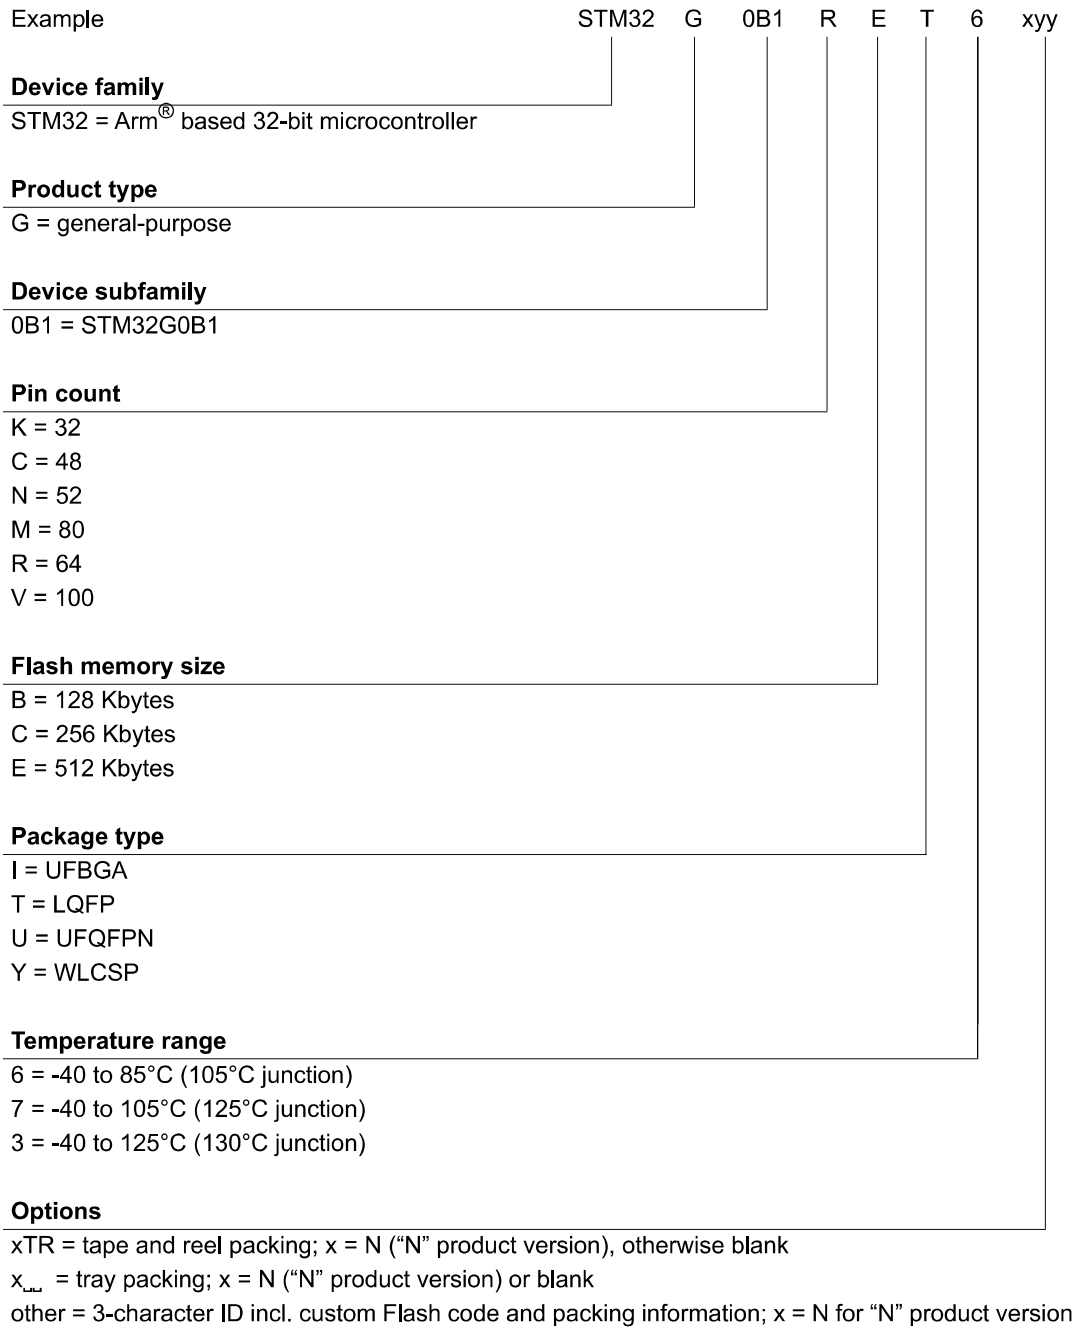 Example STM32 G 0B1 R E T 6 xyy
Device family
STM32 = Arm® based 32-bit microcontroller
Product type
G = general-purpose
Device subfamily
0B1 = STM32G0B1
Pin count
K = 32
C = 48
N = 52
M = 80
R = 64
V = 100
Flash memory size
B = 128 Kbytes
C = 256 Kbytes
E = 512 Kbytes
Package type
I = UFBGA
T = LQFP
U = UFQFPN
Y = WLCSP
Temperature range
6 = -40 to 85°C (105°C junction)
7 = -40 to 105°C (125°C junction)
3 = -40 to 125°C (130°C junction)
Options
xTR = tape and reel packing; x = N (“N” product version), otherwise blank
x␣␣ = tray packing; x = N (“N” product version) or blank
other = 3-character ID incl. custom Flash code and packing information; x = N for “N” product version